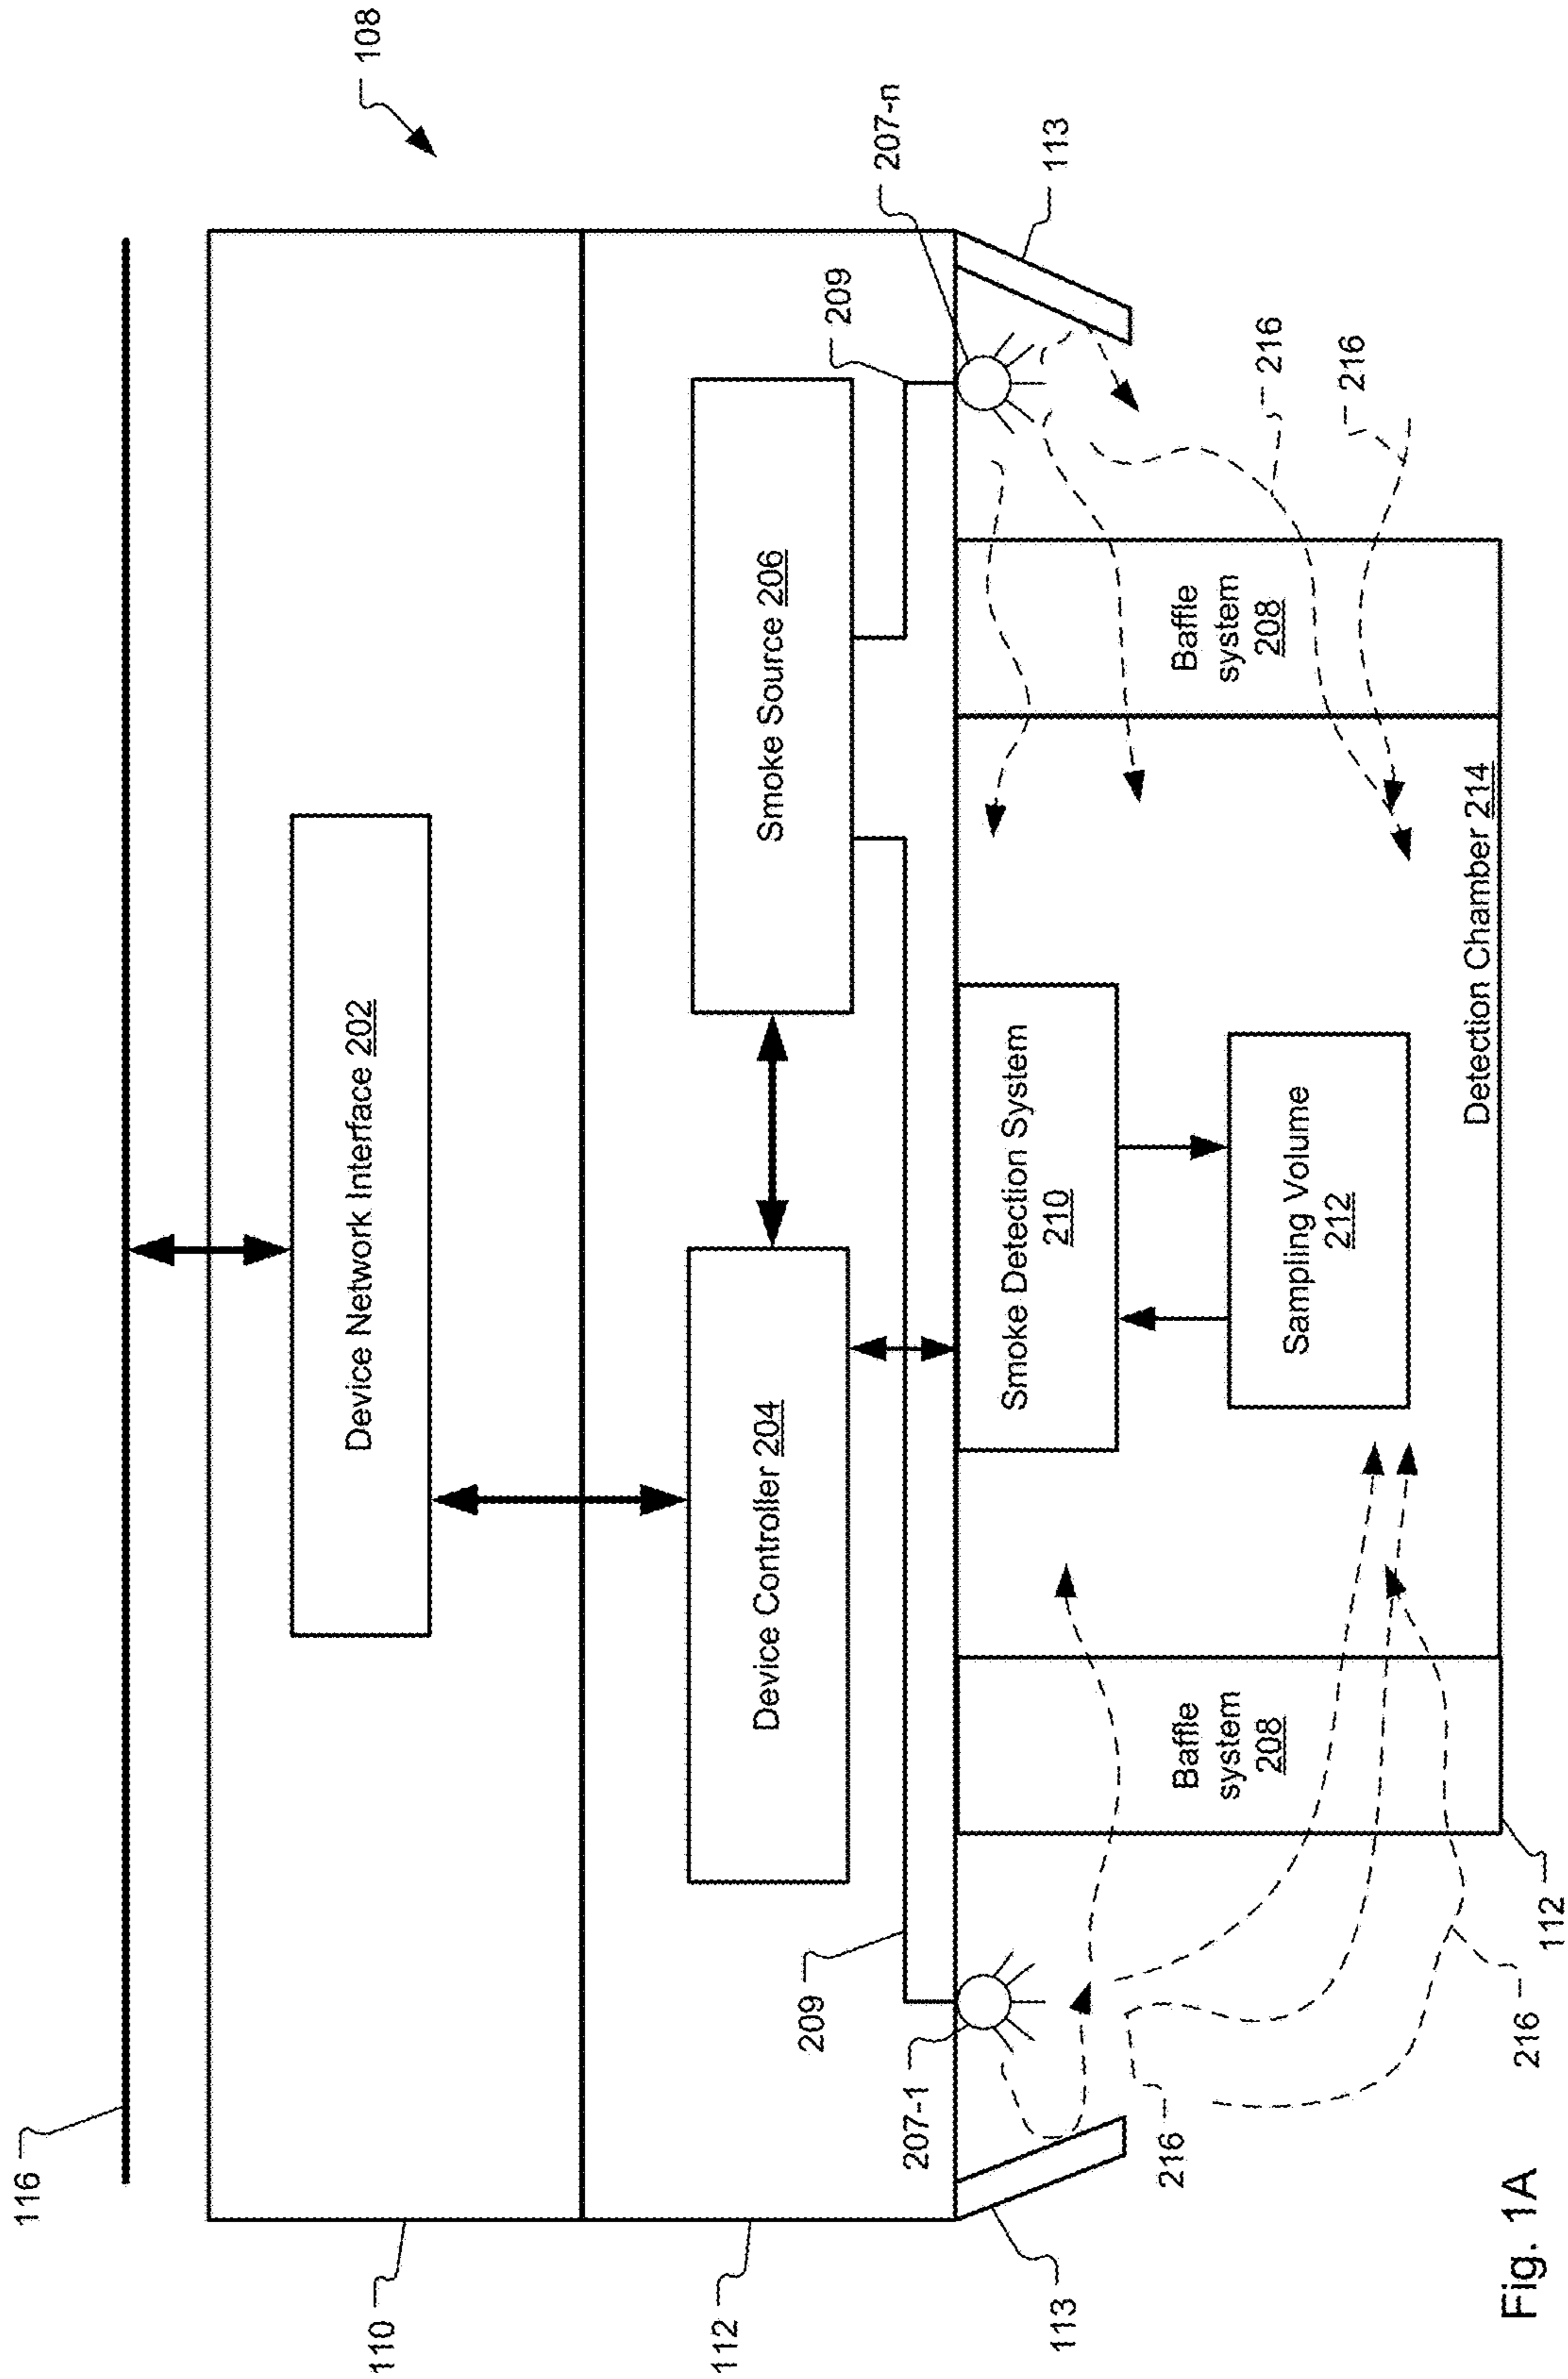 116
108
110
Device Network Interface 202
112
Device Controller 204
Smoke Source 206
209
209
207-1
207-n
113
113
Smoke Detection System
210
Baffle
system
208
Baffle
system
208
Sampling Volume
212
216
216
216
216
Detection Chamber 214
112
Fig. 1A